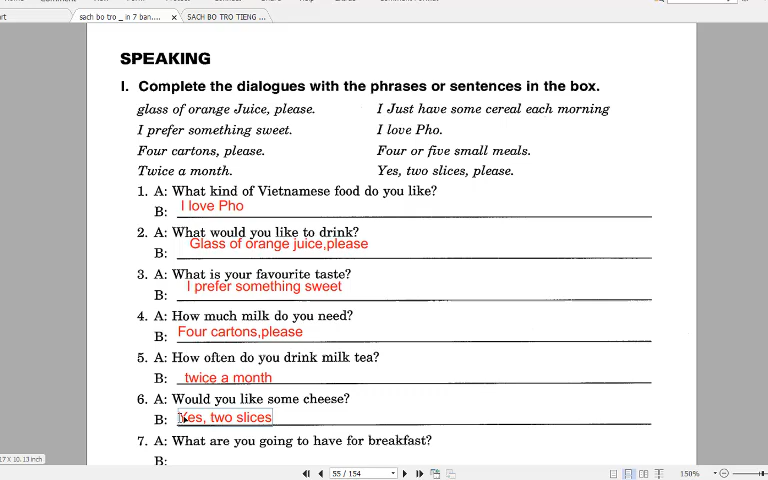 sach bo tro _ in 7 ban.... × SACH BO TRO TIENG ...
SPEAKING
I. Complete the dialogues with the phrases or sentences in the box.
glass of orange Juice, please. I Just have some cereal each morning
I prefer something sweet. I love Pho.
Four cartons, please. Four or five small meals.
Twice a month. Yes, two slices, please.
1. A: What kind of Vietnamese food do you like?
B: I love Pho
2. A: What would you like to drink?
B: Glass of orange juice,please
3. A: What is your favourite taste?
B: I prefer something sweet
4. A: How much milk do you need?
B: Four cartons,please
5. A: How often do you drink milk tea?
B: twice a month
6. A: Would you like some cheese?
B: Yes, two slices
7. A: What are you going to have for breakfast?
B:
55 / 154 150%